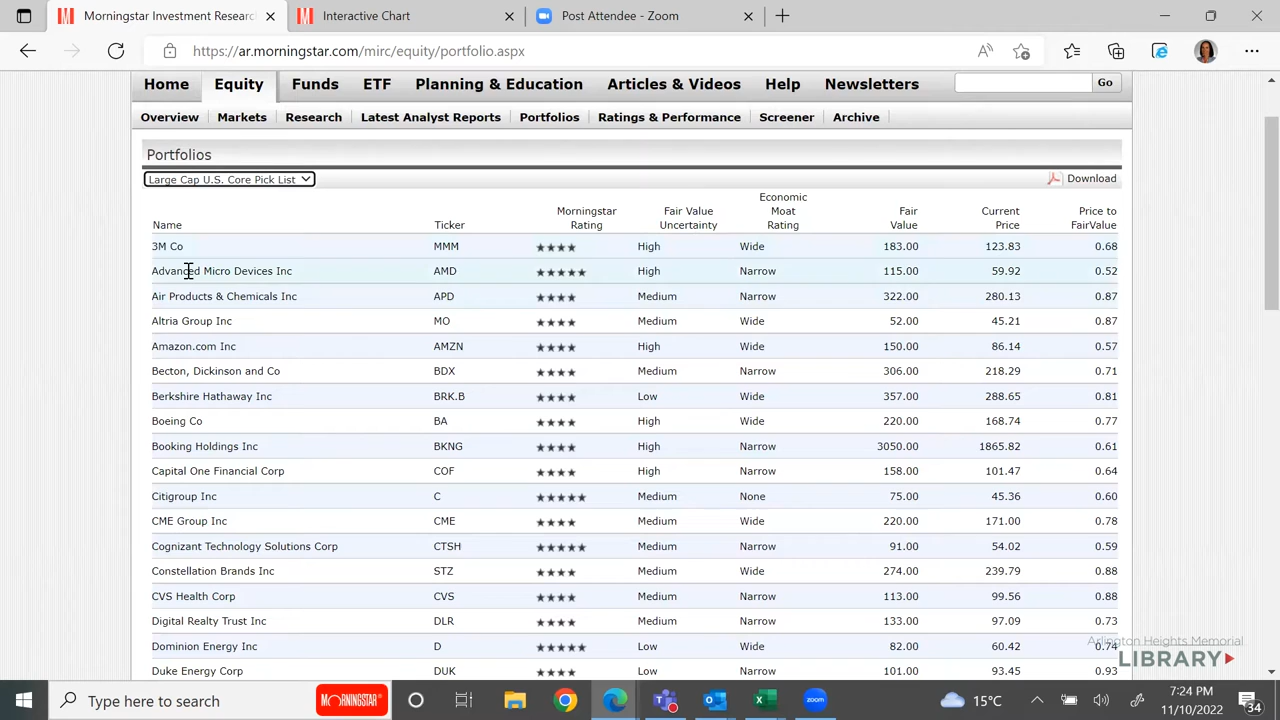 Morningstar Investment Researc
Interactive Chart
Post Attendee - Zoom
https://ar.morningstar.com/mirc/equity/portfolio.aspx
Home Equity Funds ETF Planning & Education Articles & Videos Help Newsletters Go
Overview Markets Research Latest Analyst Reports Portfolios Ratings & Performance Screener Archive
Portfolios
Large Cap U.S. Core Pick List Download
Name Ticker Morningstar Rating Fair Value Uncertainty Economic Moat Rating Fair Value Current Price Price to FairValue
3M Co MMM ★★★★ High Wide 183.00 123.83 0.68
Advanced Micro Devices Inc AMD ★★★★★ High Narrow 115.00 59.92 0.52
Air Products & Chemicals Inc APD ★★★★ Medium Narrow 322.00 280.13 0.87
Altria Group Inc MO ★★★★ Medium Wide 52.00 45.21 0.87
Amazon.com Inc AMZN ★★★★ High Wide 150.00 86.14 0.57
Becton, Dickinson and Co BDX ★★★★ Medium Narrow 306.00 218.29 0.71
Berkshire Hathaway Inc BRK.B ★★★★ Low Wide 357.00 288.65 0.81
Boeing Co BA ★★★★ High Wide 220.00 168.74 0.77
Booking Holdings Inc BKNG ★★★★ High Narrow 3050.00 1865.82 0.61
Capital One Financial Corp COF ★★★★ High Narrow 158.00 101.47 0.64
Citigroup Inc C ★★★★★ Medium None 75.00 45.36 0.60
CME Group Inc CME ★★★★ Medium Wide 220.00 171.00 0.78
Cognizant Technology Solutions Corp CTSH ★★★★★ Medium Narrow 91.00 54.02 0.59
Constellation Brands Inc STZ ★★★★ Medium Wide 274.00 239.79 0.88
CVS Health Corp CVS ★★★★ Medium Narrow 113.00 99.56 0.88
Digital Realty Trust Inc DLR ★★★★ Medium Narrow 133.00 97.09 0.73
Dominion Energy Inc D ★★★★★ Low Wide 82.00 60.42 0.74
Duke Energy Corp DUK ★★★★ Low Narrow 101.00 93.45 0.93
Arlington Heights Memorial
LIBRARY
Type here to search
MORNINGSTAR
15°C
7:24 PM
11/10/2022
34